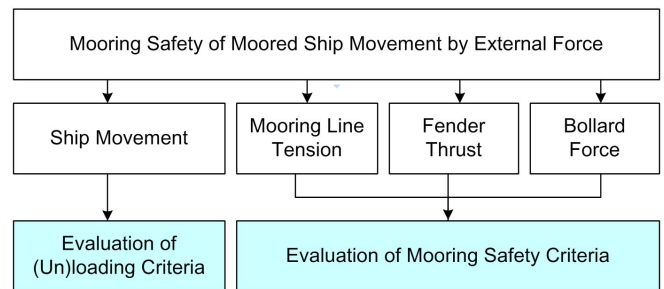 Mooring Safety of Moored Ship Movement by External Force
Ship Movement
Mooring Line
Tension
Fender
Thrust
Bollard
Force
Evaluation of
(Un)loading Criteria
Evaluation of Mooring Safety Criteria